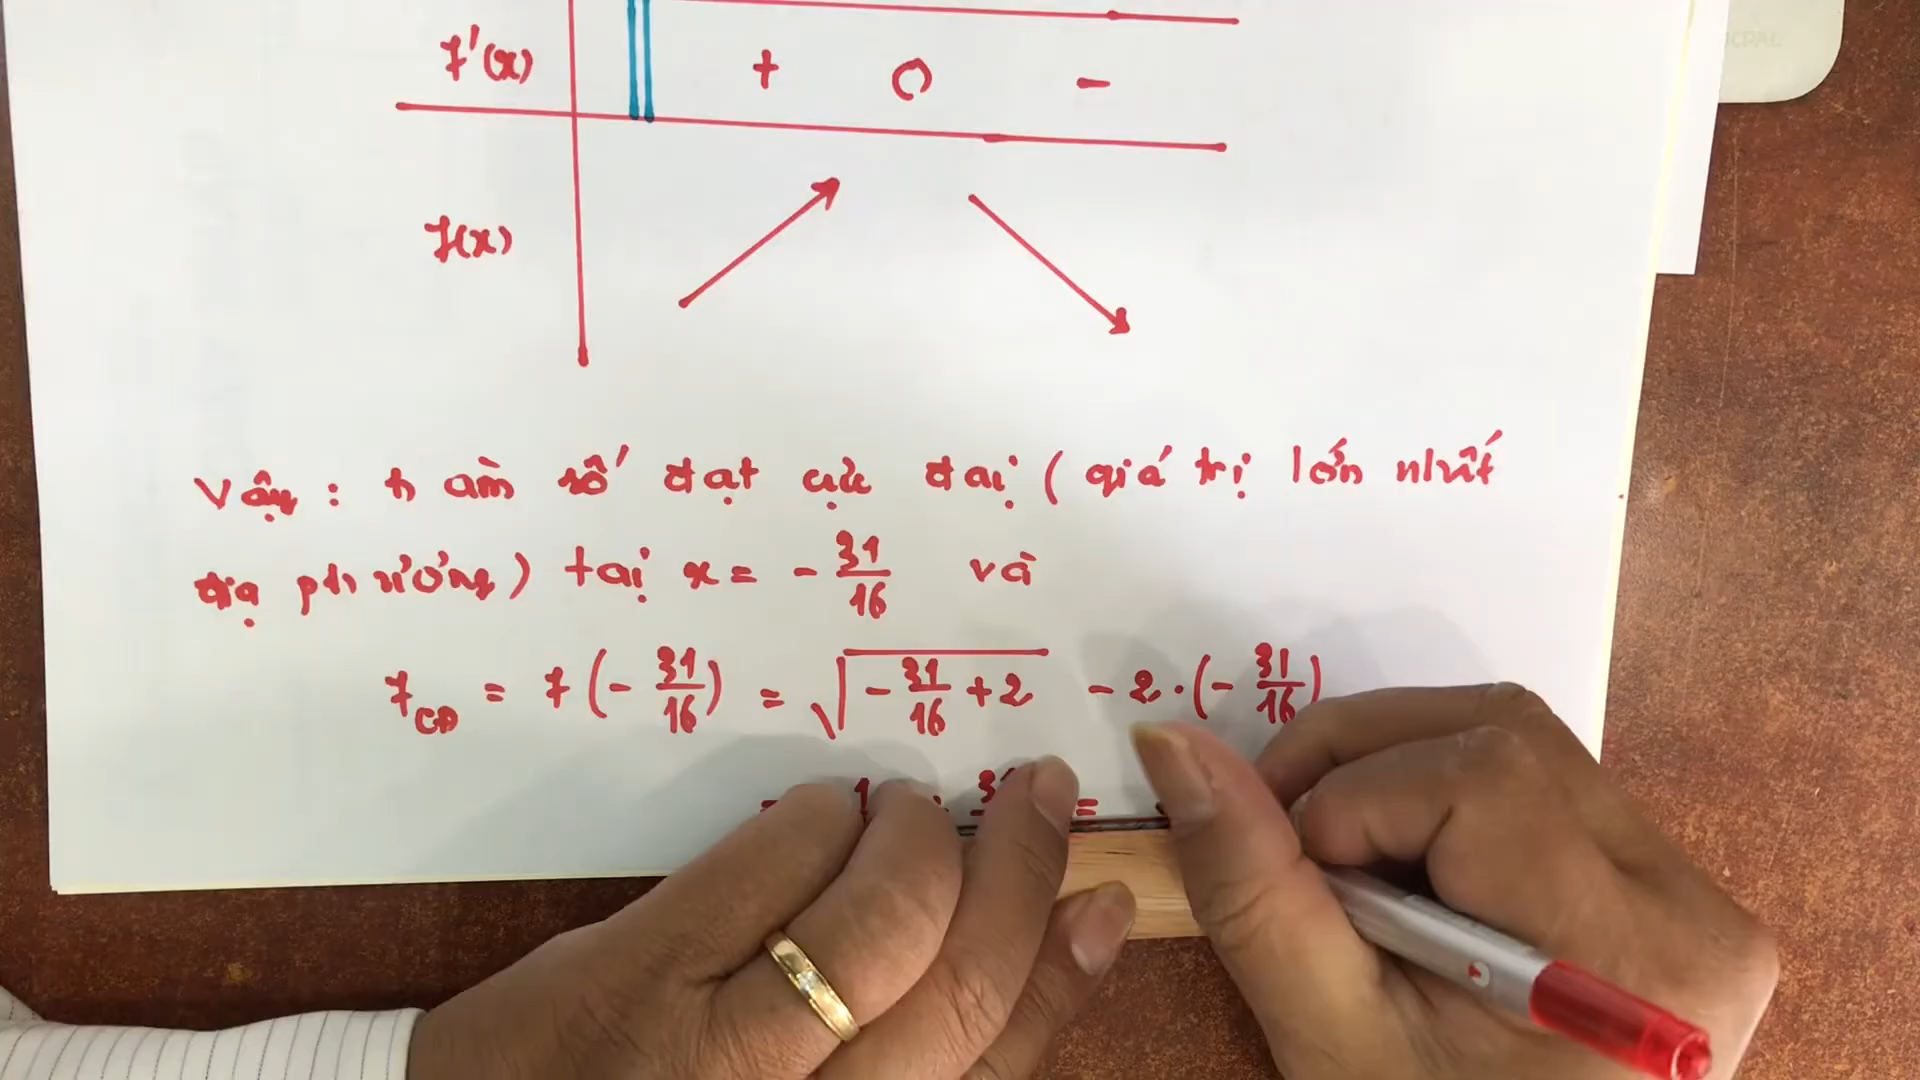 f'(x) + 0 -
f(x)
Vậy: hàm số đạt cực đại (giá trị lớn nhất
địa phương) tại x = - 31/16 và
f_CĐ = f(- 31/16) = √(- 31/16 + 2) - 2·(- 31/16)